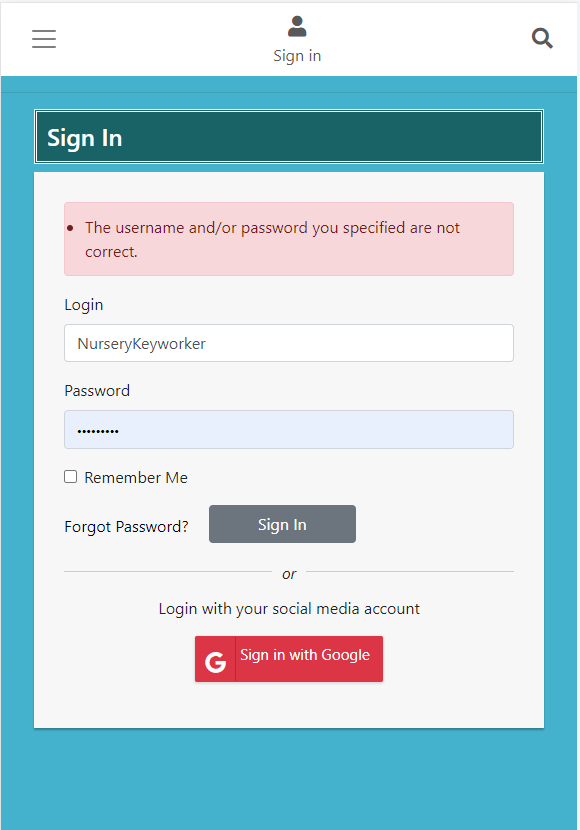 Sign in
Sign In
The username and/or password you specified are not
correct.
Login
NurseryKeyworker
Password
•••••••••
Remember Me
Forgot Password?
Sign In
or
Login with your social media account
G
Sign in with Google